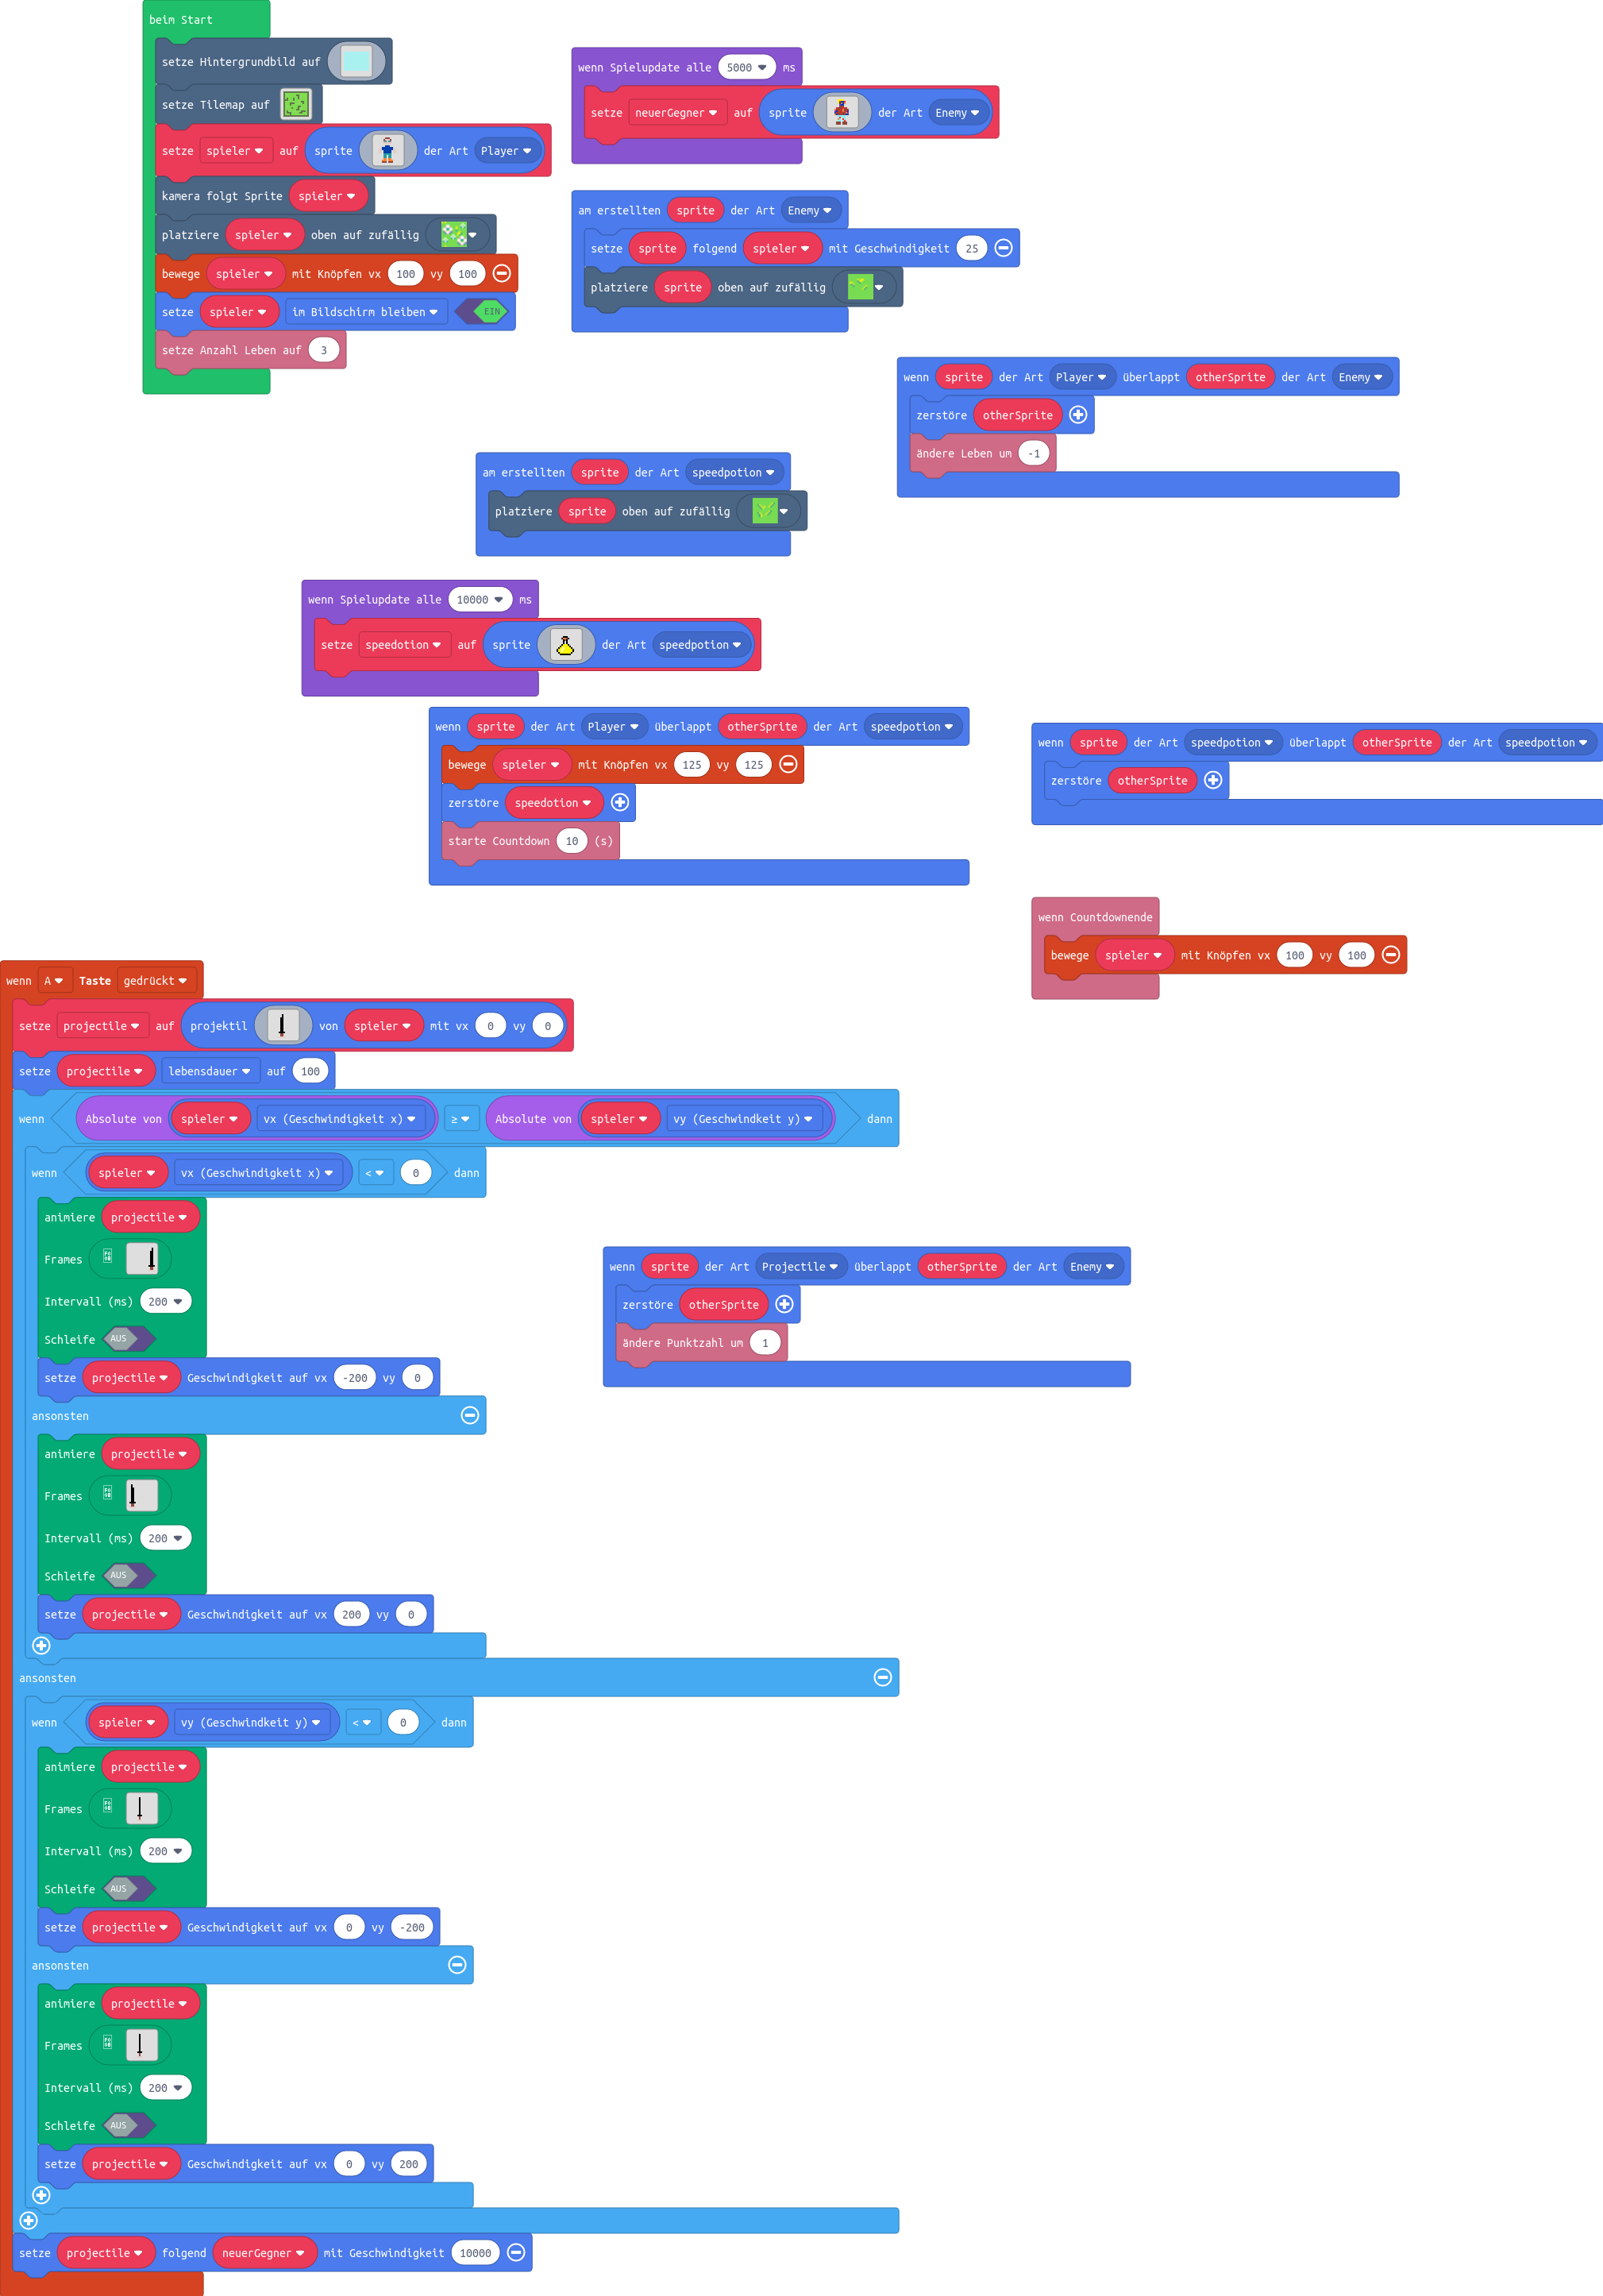 beim Start
setze Hintergrundbild auf
setze Tilemap auf
setze spieler auf sprite der Art Player
kamera folgt Sprite spieler
platziere spieler oben auf zufällig
bewege spieler mit Knöpfen vx 100 vy 100
setze spieler im Bildschirm bleiben EIN
setze Anzahl Leben auf 3
wenn Spielupdate alle 5000 ms
setze neuerGegner auf sprite der Art Enemy
am erstellten sprite der Art Enemy
setze sprite folgend spieler mit Geschwindigkeit 25
platziere sprite oben auf zufällig
wenn sprite der Art Player überlappt otherSprite der Art Enemy
zerstöre otherSprite
ändere Leben um -1
am erstellten sprite der Art speedpotion
platziere sprite oben auf zufällig
wenn Spielupdate alle 10000 ms
setze speedotion auf sprite der Art speedpotion
wenn sprite der Art Player überlappt otherSprite der Art speedpotion
bewege spieler mit Knöpfen vx 125 vy 125
zerstöre speedotion
starte Countdown 10 (s)
wenn sprite der Art speedpotion überlappt otherSprite der Art speedpotion
zerstöre otherSprite
wenn Countdownende
bewege spieler mit Knöpfen vx 100 vy 100
wenn A Taste gedrückt
setze projectile auf projektil von spieler mit vx 0 vy 0
setze projectile lebensdauer auf 100
wenn Absolute von spieler vx (Geschwindigkeit x) ≥ Absolute von spieler vy (Geschwindkeit y) dann
wenn spieler vx (Geschwindigkeit x) < 0 dann
animiere projectile
Frames
Intervall (ms) 200
Schleife AUS
setze projectile Geschwindigkeit auf vx -200 vy 0
ansonsten
animiere projectile
Frames
Intervall (ms) 200
Schleife AUS
setze projectile Geschwindigkeit auf vx 200 vy 0
ansonsten
wenn spieler vy (Geschwindkeit y) < 0 dann
animiere projectile
Frames
Intervall (ms) 200
Schleife AUS
setze projectile Geschwindigkeit auf vx 0 vy -200
ansonsten
animiere projectile
Frames
Intervall (ms) 200
Schleife AUS
setze projectile Geschwindigkeit auf vx 0 vy 200
setze projectile folgend neuerGegner mit Geschwindigkeit 10000
wenn sprite der Art Projectile überlappt otherSprite der Art Enemy
zerstöre otherSprite
ändere Punktzahl um 1